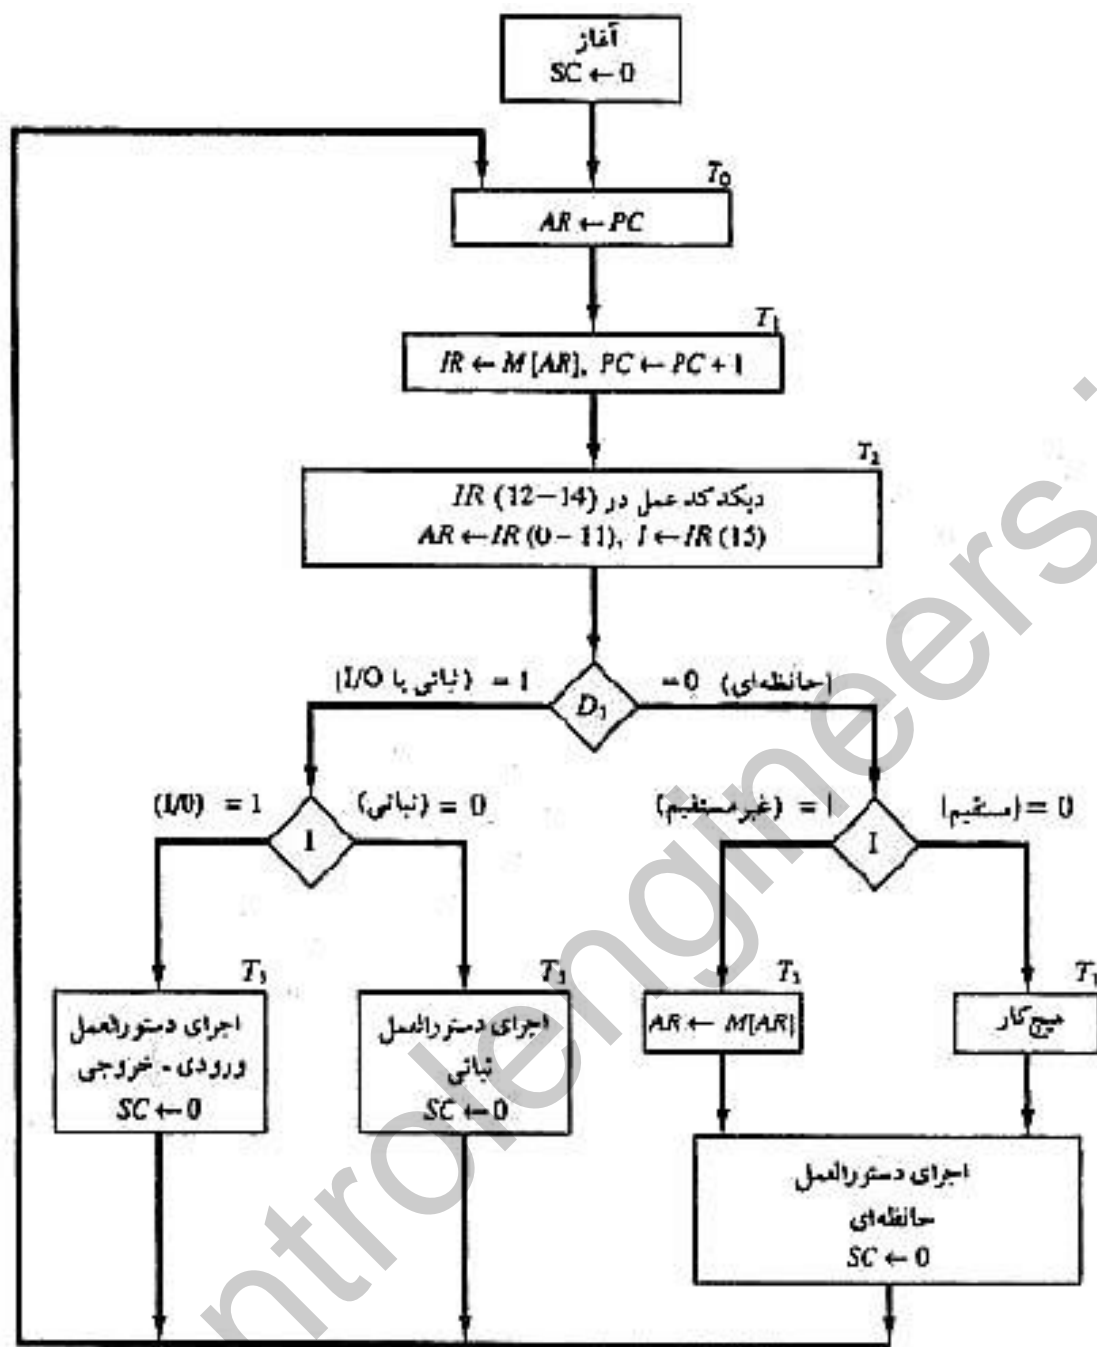 آغاز
SC ← 0
T₀
AR ← PC
T₁
IR ← M [AR], PC ← PC + 1
T₂
دیکد کد عمل در IR (12–14)
AR ← IR (0 – 11), I ← IR (15)
(ثباتی یا I/O) = 1
= 0 (حافظه‌ای)
D₇
(I/O) = 1
(ثباتی) = 0
I
(غیرمستقیم) = 1
(مستقیم) = 0
I
T₃
اجرای دستورالعمل
ورودی - خروجی
SC ← 0
T₃
اجرای دستورالعمل
ثباتی
SC ← 0
T₃
AR ← M[AR]
T₃
هیچ کار
اجرای دستورالعمل
حافظه‌ای
SC ← 0
ntrolengineers.